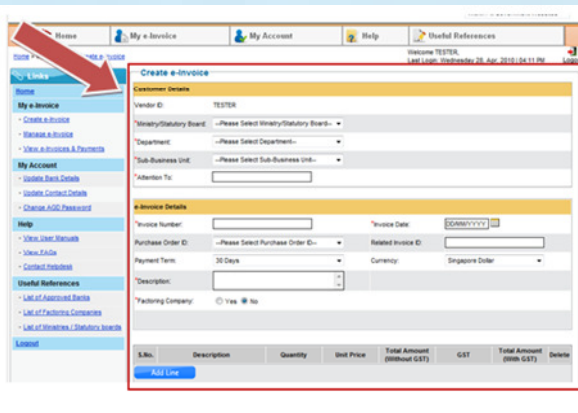 Home My e-Invoice My Account Help Useful References
Welcome TESTER,
Last Login: Wednesday 28, Apr, 2010 | 04:11 PM
Home
Links
Home
My e-Invoice
- Create e-Invoice
- Manage e-Invoice
- View e-Invoices & Payments
My Account
- Update Bank Details
- Update Contact Details
- Change AGD Password
Help
- View User Manuals
- View FAQs
- Contact Helpdesk
Useful References
- List of Approved Banks
- List of Factoring Companies
- List of Ministries / Statutory boards
Logout
Create e-Invoice
Customer Details
Vendor ID: TESTER
*Ministry/Statutory Board: --Please Select Ministry/Statutory Board--
*Department: --Please Select Department--
*Sub-Business Unit: --Please Select Sub-Business Unit--
*Attention To:
e-Invoice Details
*Invoice Number: *Invoice Date: DD/MM/YYYY
Purchase Order ID: --Please Select Purchase Order ID-- Related Invoice ID:
Payment Term: 30 Days Currency: Singapore Dollar
*Description:
*Factoring Company: Yes No
S.No. Description Quantity Unit Price Total Amount (Without GST) GST Total Amount (With GST) Delete
Add Line